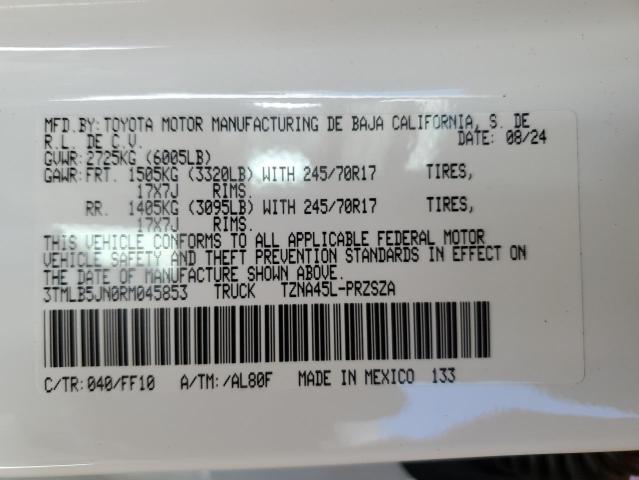 MFD.BY:TOYOTA MOTOR MANUFACTURING DE BAJA CALIFORNIA, S. DE
R.L. DE C.V. DATE: 08/24
GVWR:2725KG (6005LB)
GAWR:FRT. 1505KG (3320LB) WITH 245/70R17 TIRES,
17X7J RIMS.
RR. 1405KG (3095LB) WITH 245/70R17 TIRES,
17X7J RIMS.
THIS VEHICLE CONFORMS TO ALL APPLICABLE FEDERAL MOTOR
VEHICLE SAFETY AND THEFT PREVENTION STANDARDS IN EFFECT ON
THE DATE OF MANUFACTURE SHOWN ABOVE.
3TMLB5JN0RM045853 TRUCK TZNA45L-PRZSZA
C/TR:040/FF10 A/TM:/AL80F MADE IN MEXICO 133